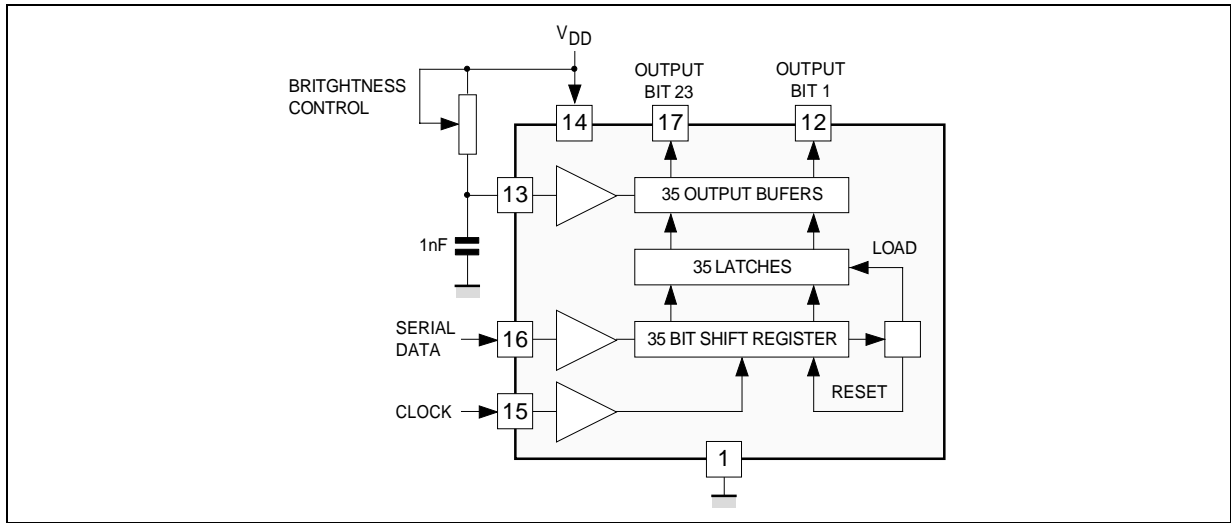 VDD
OUTPUT
BIT 23
OUTPUT
BIT 1
BRITGHTNESS
CONTROL
14
17
12
13
35 OUTPUT BUFERS
1nF
LOAD
35 LATCHES
SERIAL
DATA
16
35 BIT SHIFT REGISTER
RESET
CLOCK
15
1